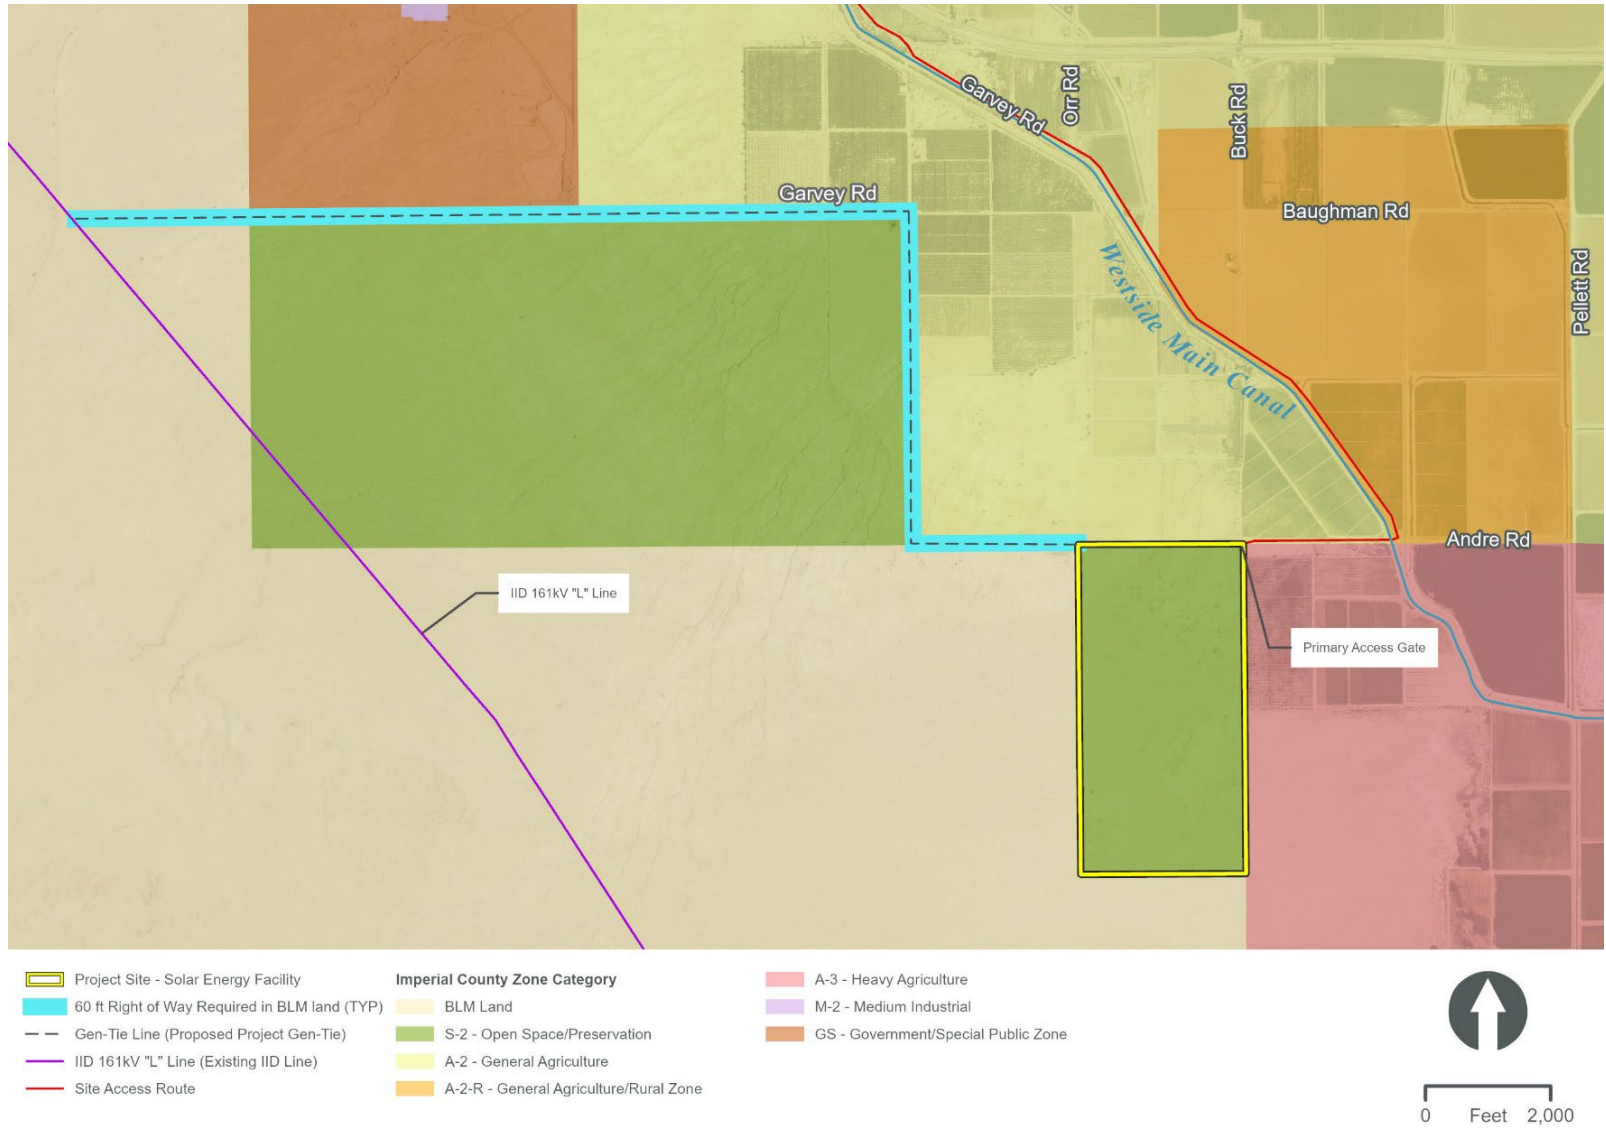 Garvey Rd
Orr Rd
Buck Rd
Garvey Rd
Baughman Rd
Pellett Rd
Westside Main Canal
Andre Rd
IID 161kV "L" Line
Primary Access Gate
Project Site - Solar Energy Facility
60 ft Right of Way Required in BLM land (TYP)
Gen-Tie Line (Proposed Project Gen-Tie)
IID 161kV "L" Line (Existing IID Line)
Site Access Route
Imperial County Zone Category
BLM Land
S-2 - Open Space/Preservation
A-2 - General Agriculture
A-2-R - General Agriculture/Rural Zone
A-3 - Heavy Agriculture
M-2 - Medium Industrial
GS - Government/Special Public Zone
0 Feet 2,000